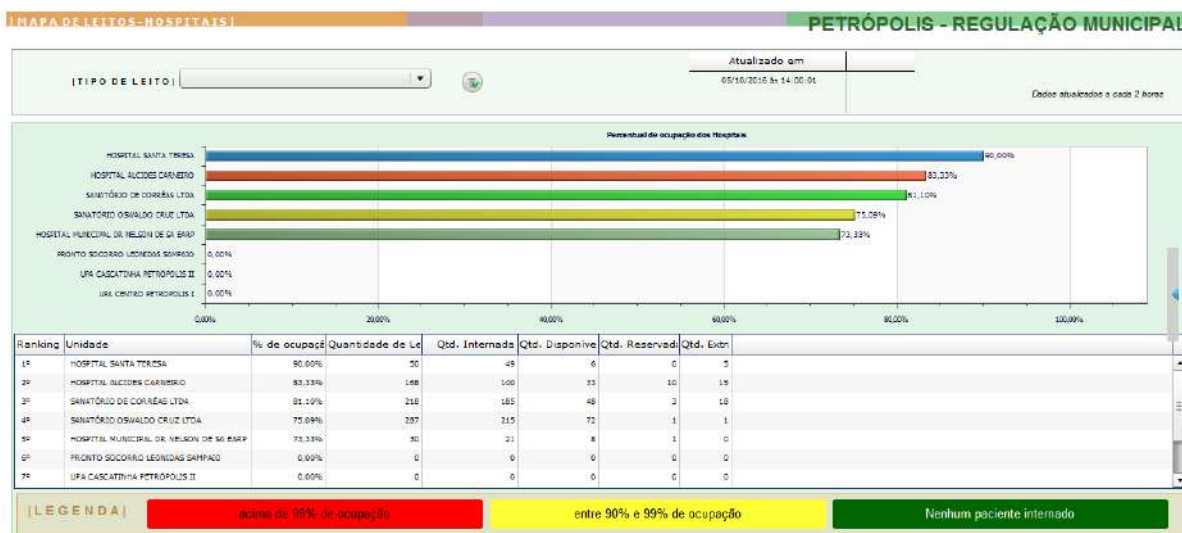 |MAPA DE LEITOS-HOSPITAIS|
PETRÓPOLIS - REGULAÇÃO MUNICIPAL
|TIPO DE LEITO|
Atualizado em
05/10/2016 às 14:00:01
Dados atualizados a cada 2 horas
Percentual de ocupação dos Hospitais
HOSPITAL SANTA TERESA 90,00%
HOSPITAL ALCIDES CARNEIRO 83,33%
SANATÓRIO DE CORRÊAS LTDA 81,10%
SANATÓRIO OSWALDO CRUZ LTDA 75,09%
HOSPITAL MUNICIPAL DR NELSON DE SA EARP 73,33%
PRONTO SOCORRO LEONIDAS SAMPAIO 0,00%
UPA CASCATINHA PETROPOLIS II 0,00%
UPA CENTRO PETROPOLIS I 0,00%
0,00% 20,00% 40,00% 60,00% 80,00% 100,00%
Ranking Unidade % de ocupaçã Quantidade de Le Qtd. Internada Qtd. Disponíve Qtd. Reservad Qtd. Extr
1º HOSPITAL SANTA TERESA 90,00% 50 49 6 0 5
2º HOSPITAL ALCIDES CARNEIRO 83,33% 168 33 10 15
3º SANATÓRIO DE CORRÊAS LTDA 81,10% 218 185 48 3 18
4º SANATÓRIO OSWALDO CRUZ LTDA 75,09% 287 215 72 1 1
5º HOSPITAL MUNICIPAL DR NELSON DE SA EARP 73,33% 30 21 8 1 0
6º PRONTO SOCORRO LEONIDAS SAMPAIO 0,00% 0 0 0 0 0
7º UPA CASCATINHA PETROPOLIS II 0,00% 0 0 0 0 0
|LEGENDA|
acima de 99% de ocupação
entre 90% e 99% de ocupação
Nenhum paciente internado